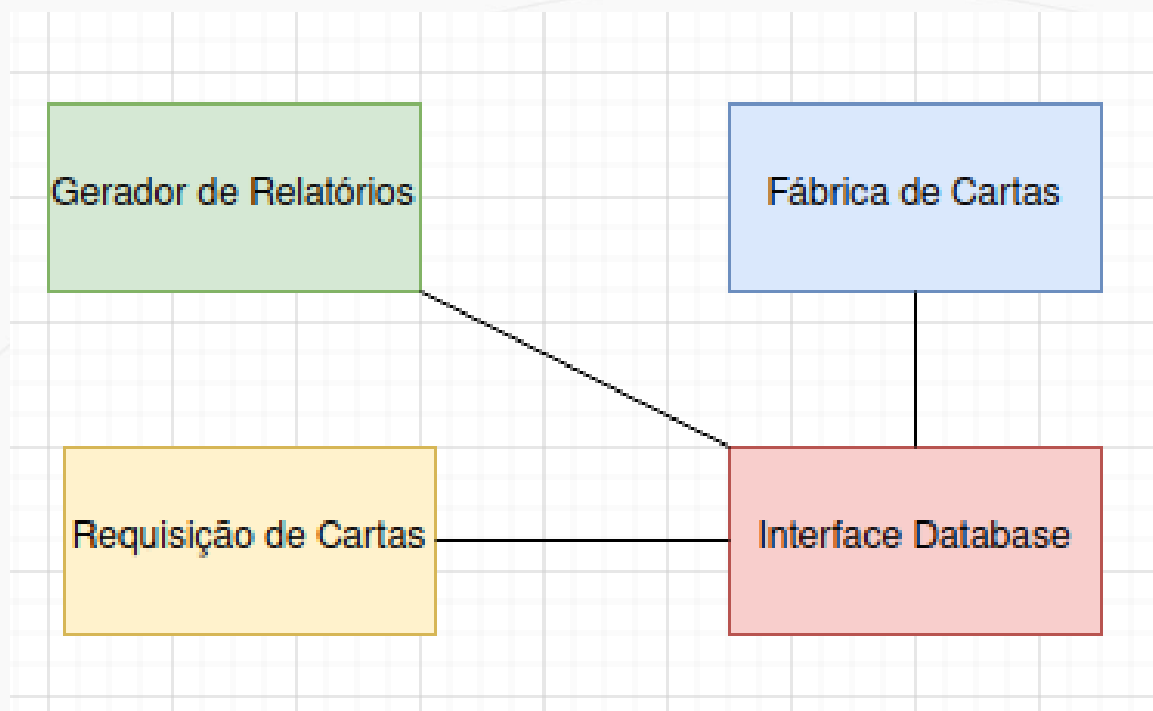 Gerador de Relatórios
Fábrica de Cartas
Requisição de Cartas
Interface Database